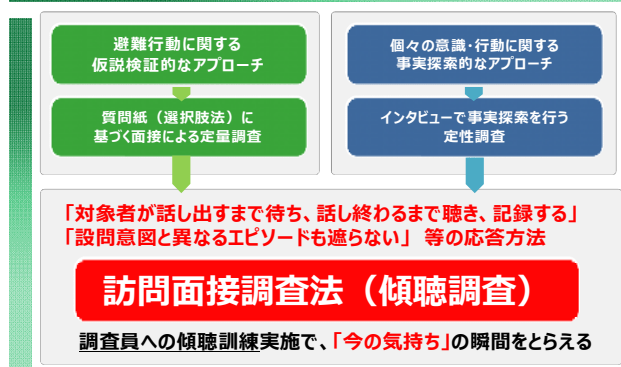 避難行動に関する
仮説検証的なアプローチ
質問紙（選択肢法）に
基づく面接による定量調査
個々の意識・行動に関する
事実探索的なアプローチ
インタビューで事実探索を行う
定性調査
「対象者が話し出すまで待ち、話し終わるまで聴き、記録する」
「設問意図と異なるエピソードも遮らない」 等の応答方法
訪問面接調査法（傾聴調査）
調査員への傾聴訓練実施で、「今の気持ち」の瞬間をとらえる